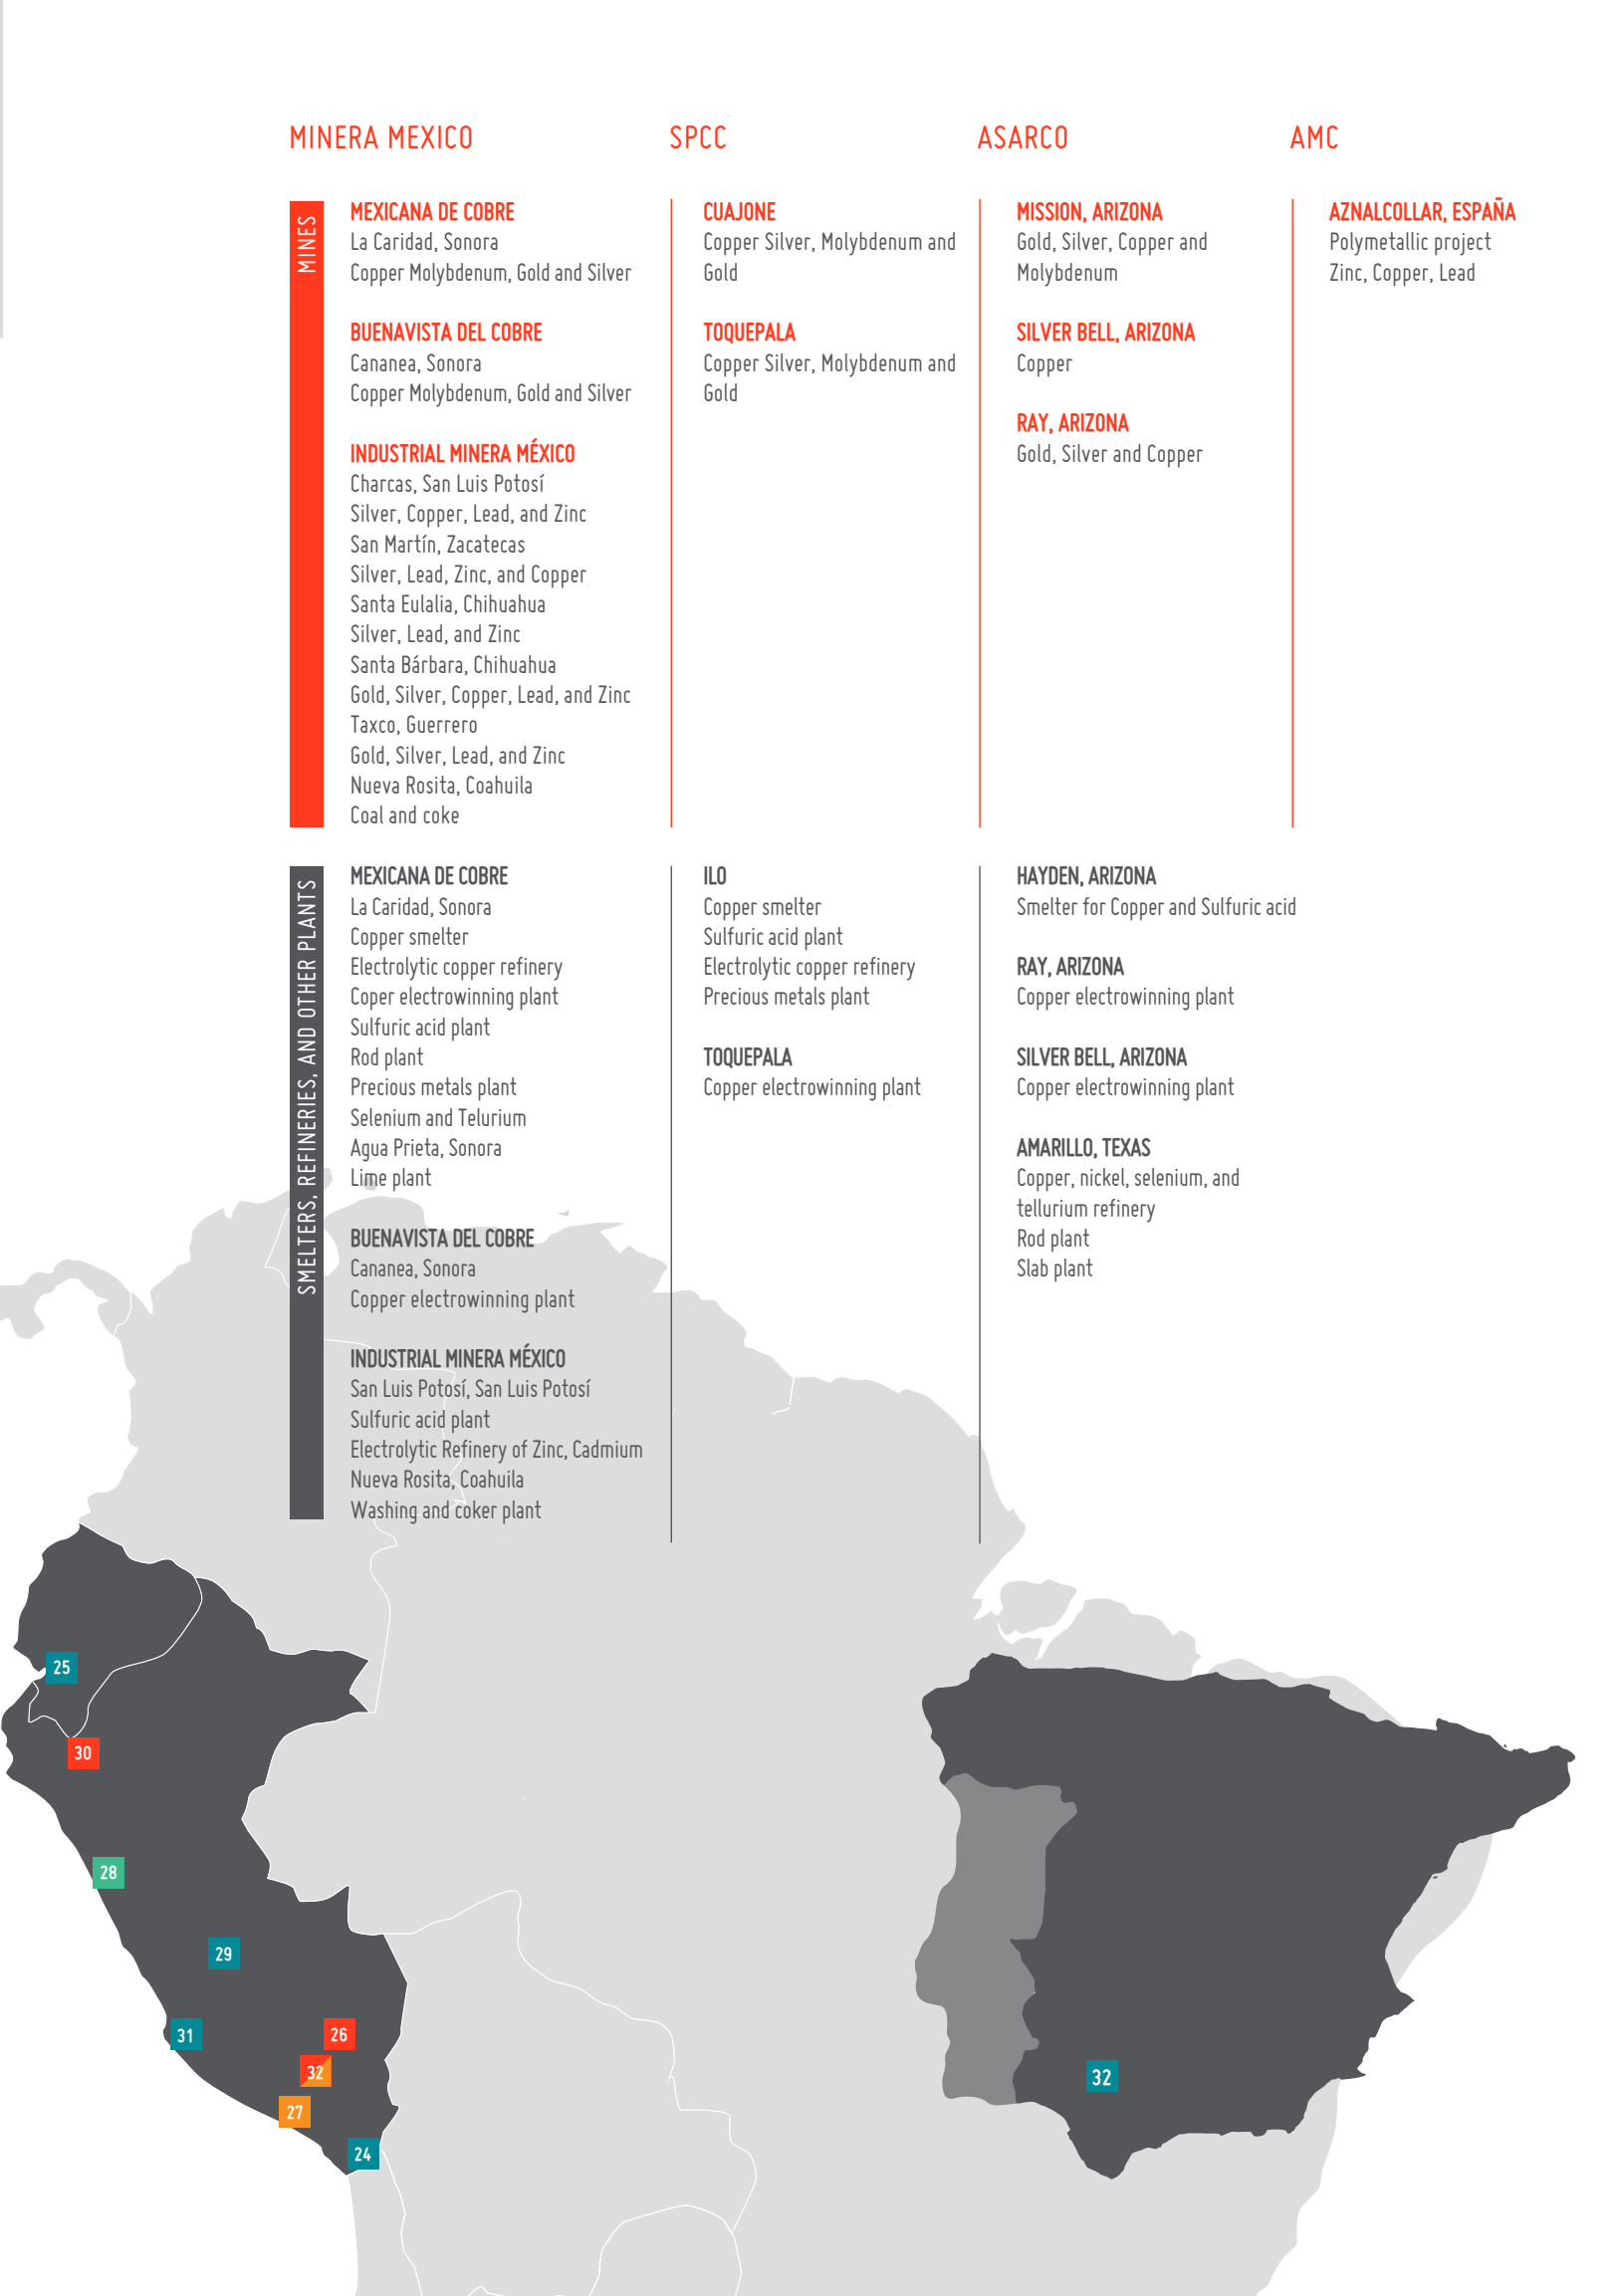 MINERA MEXICO
SPCC
ASARCO
AMC
MINES
MEXICANA DE COBRE
La Caridad, Sonora
Copper Molybdenum, Gold and Silver
BUENAVISTA DEL COBRE
Cananea, Sonora
Copper Molybdenum, Gold and Silver
INDUSTRIAL MINERA MÉXICO
Charcas, San Luis Potosí
Silver, Copper, Lead, and Zinc
San Martín, Zacatecas
Silver, Lead, Zinc, and Copper
Santa Eulalia, Chihuahua
Silver, Lead, and Zinc
Santa Bárbara, Chihuahua
Gold, Silver, Copper, Lead, and Zinc
Taxco, Guerrero
Gold, Silver, Lead, and Zinc
Nueva Rosita, Coahuila
Coal and coke
CUAJONE
Copper Silver, Molybdenum and
Gold
TOQUEPALA
Copper Silver, Molybdenum and
Gold
MISSION, ARIZONA
Gold, Silver, Copper and
Molybdenum
SILVER BELL, ARIZONA
Copper
RAY, ARIZONA
Gold, Silver and Copper
AZNALCOLLAR, ESPAÑA
Polymetallic project
Zinc, Copper, Lead
SMELTERS, REFINERIES, AND OTHER PLANTS
MEXICANA DE COBRE
La Caridad, Sonora
Copper smelter
Electrolytic copper refinery
Coper electrowinning plant
Sulfuric acid plant
Rod plant
Precious metals plant
Selenium and Telurium
Agua Prieta, Sonora
Lime plant
BUENAVISTA DEL COBRE
Cananea, Sonora
Copper electrowinning plant
INDUSTRIAL MINERA MÉXICO
San Luis Potosí, San Luis Potosí
Sulfuric acid plant
Electrolytic Refinery of Zinc, Cadmium
Nueva Rosita, Coahuila
Washing and coker plant
ILO
Copper smelter
Sulfuric acid plant
Electrolytic copper refinery
Precious metals plant
TOQUEPALA
Copper electrowinning plant
HAYDEN, ARIZONA
Smelter for Copper and Sulfuric acid
RAY, ARIZONA
Copper electrowinning plant
SILVER BELL, ARIZONA
Copper electrowinning plant
AMARILLO, TEXAS
Copper, nickel, selenium, and
tellurium refinery
Rod plant
Slab plant
25
30
28
29
31
26
32
27
24
32